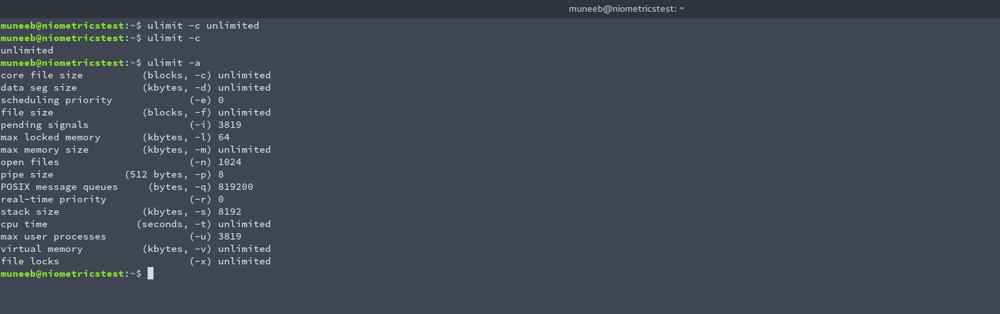 muneeb@niometricstest: ~
muneeb@niometricstest:~$ ulimit -c unlimited
muneeb@niometricstest:~$ ulimit -c
unlimited
muneeb@niometricstest:~$ ulimit -a
core file size          (blocks, -c) unlimited
data seg size           (kbytes, -d) unlimited
scheduling priority             (-e) 0
file size               (blocks, -f) unlimited
pending signals                 (-i) 3819
max locked memory       (kbytes, -l) 64
max memory size         (kbytes, -m) unlimited
open files                      (-n) 1024
pipe size            (512 bytes, -p) 8
POSIX message queues     (bytes, -q) 819200
real-time priority              (-r) 0
stack size              (kbytes, -s) 8192
cpu time               (seconds, -t) unlimited
max user processes              (-u) 3819
virtual memory          (kbytes, -v) unlimited
file locks                      (-x) unlimited
muneeb@niometricstest:~$